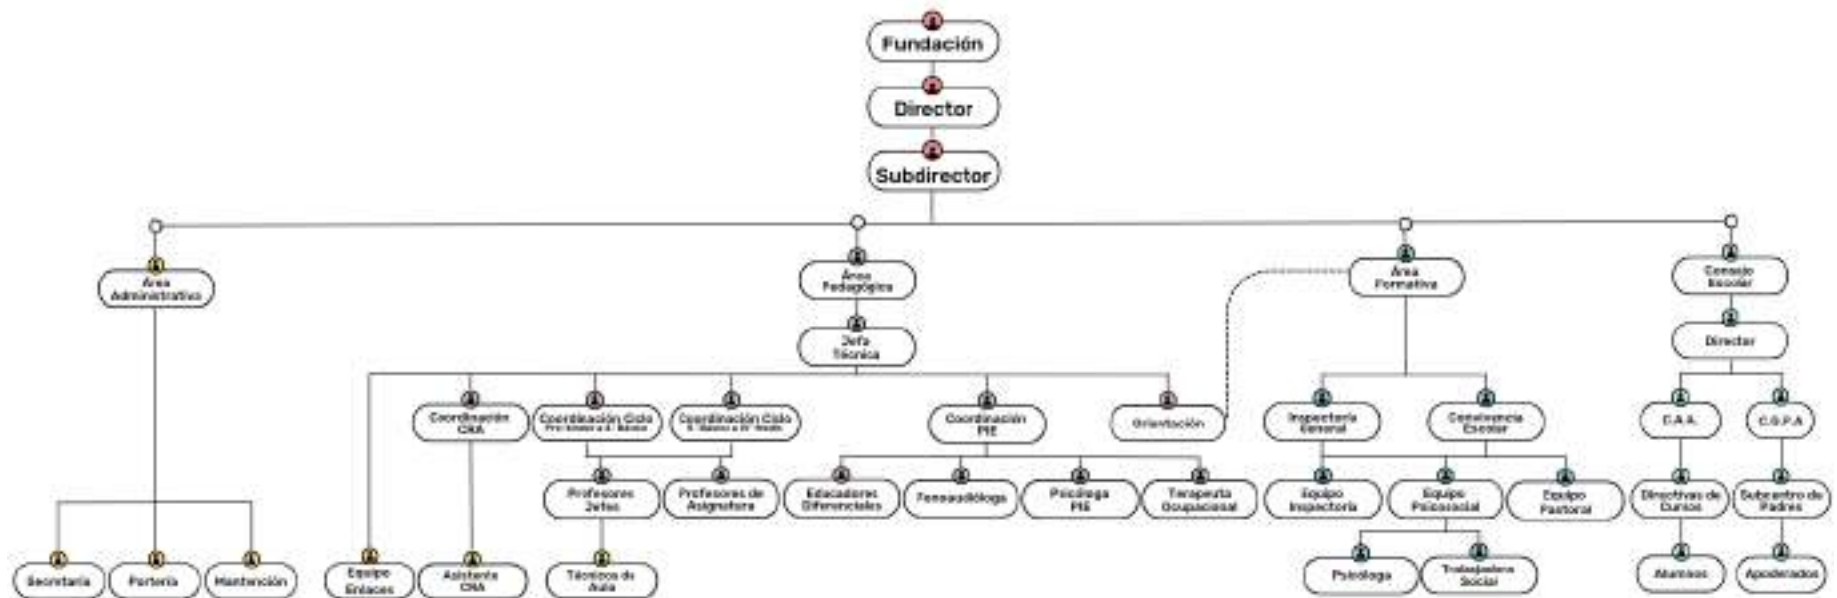 Fundación
Director
Subdirector
Área
Administrativa
Área
Pedagógica
Área
Formativa
Consejo
Escolar
Jefa
Técnica
Director
Coordinación
CRA
Coordinación Ciclo
Coordinación Ciclo
Coordinación
PIE
Orientación
Inspectoría
General
Convivencia
Escolar
C.A.A.
C.G.P.A
Profesores
Jefes
Profesores de
Asignatura
Educadores
Diferenciales
Fonoaudióloga
Psicóloga
PIE
Terapeuta
Ocupacional
Equipo
Inspectoría
Equipo
Psicosocial
Equipo
Pastoral
Directivas de
Cursos
Subcentro de
Padres
Secretaria
Portería
Mantención
Equipo
Enlaces
Asistente
CRA
Técnicos de
Aula
Psicóloga
Trabajadora
Social
Alumnos
Apoderados